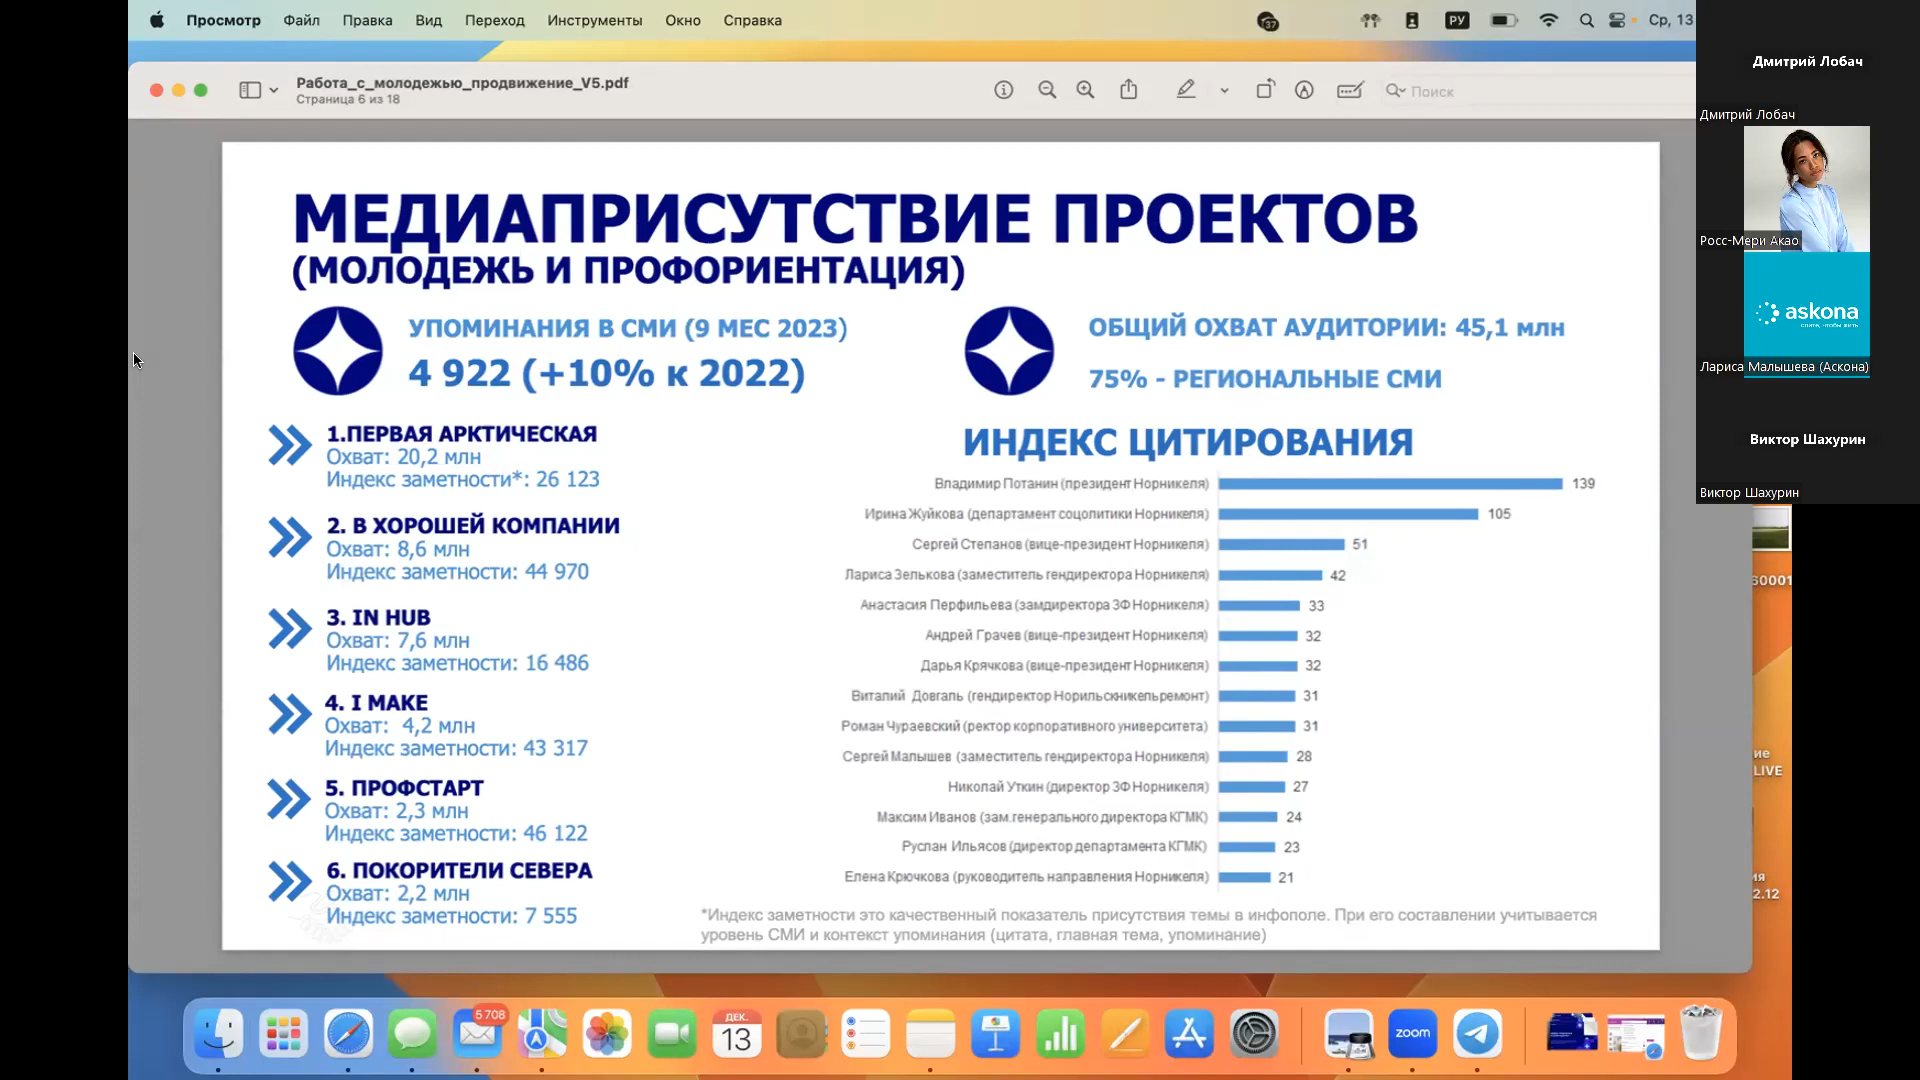 Просмотр Файл Правка Вид Переход Инструменты Окно Справка
37
РУ
Ср, 13
Работа_с_молодежью_продвижение_V5.pdf
Страница 6 из 18
Поиск
МЕДИАПРИСУТСТВИЕ ПРОЕКТОВ
(МОЛОДЕЖЬ И ПРОФОРИЕНТАЦИЯ)
УПОМИНАНИЯ В СМИ (9 МЕС 2023)
4 922 (+10% к 2022)
ОБЩИЙ ОХВАТ АУДИТОРИИ: 45,1 млн
75% - РЕГИОНАЛЬНЫЕ СМИ
1.ПЕРВАЯ АРКТИЧЕСКАЯ
Охват: 20,2 млн
Индекс заметности*: 26 123
2. В ХОРОШЕЙ КОМПАНИИ
Охват: 8,6 млн
Индекс заметности: 44 970
3. IN HUB
Охват: 7,6 млн
Индекс заметности: 16 486
4. I MAKE
Охват: 4,2 млн
Индекс заметности: 43 317
5. ПРОФСТАРТ
Охват: 2,3 млн
Индекс заметности: 46 122
6. ПОКОРИТЕЛИ СЕВЕРА
Охват: 2,2 млн
Индекс заметности: 7 555
ИНДЕКС ЦИТИРОВАНИЯ
Владимир Потанин (президент Норникеля) 139
Ирина Жуйкова (департамент соцполитики Норникеля) 105
Сергей Степанов (вице-президент Норникеля) 51
Лариса Зелькова (заместитель гендиректора Норникеля) 42
Анастасия Перфильева (замдиректора ЗФ Норникеля) 33
Андрей Грачев (вице-президент Норникеля) 32
Дарья Крячкова (вице-президент Норникеля) 32
Виталий Довгаль (гендиректор Норильскникельремонт) 31
Роман Чураевский (ректор корпоративного университета) 31
Сергей Малышев (заместитель гендиректора Норникеля) 28
Николай Уткин (директор ЗФ Норникеля) 27
Максим Иванов (зам.генерального директора КГМК) 24
Руслан Ильясов (директор департамента КГМК) 23
Елена Крючкова (руководитель направления Норникеля) 21
*Индекс заметности это качественный показатель присутствия темы в инфополе. При его составлении учитывается
уровень СМИ и контекст упоминания (цитата, главная тема, упоминание)
Дмитрий Лобач
Дмитрий Лобач
Росс-Мери Акао
askona
Лариса Малышева (Аскона)
Виктор Шахурин
Виктор Шахурин
60001
ие
LIVE
ия
2.12
5 708
ДЕК.
13
zoom